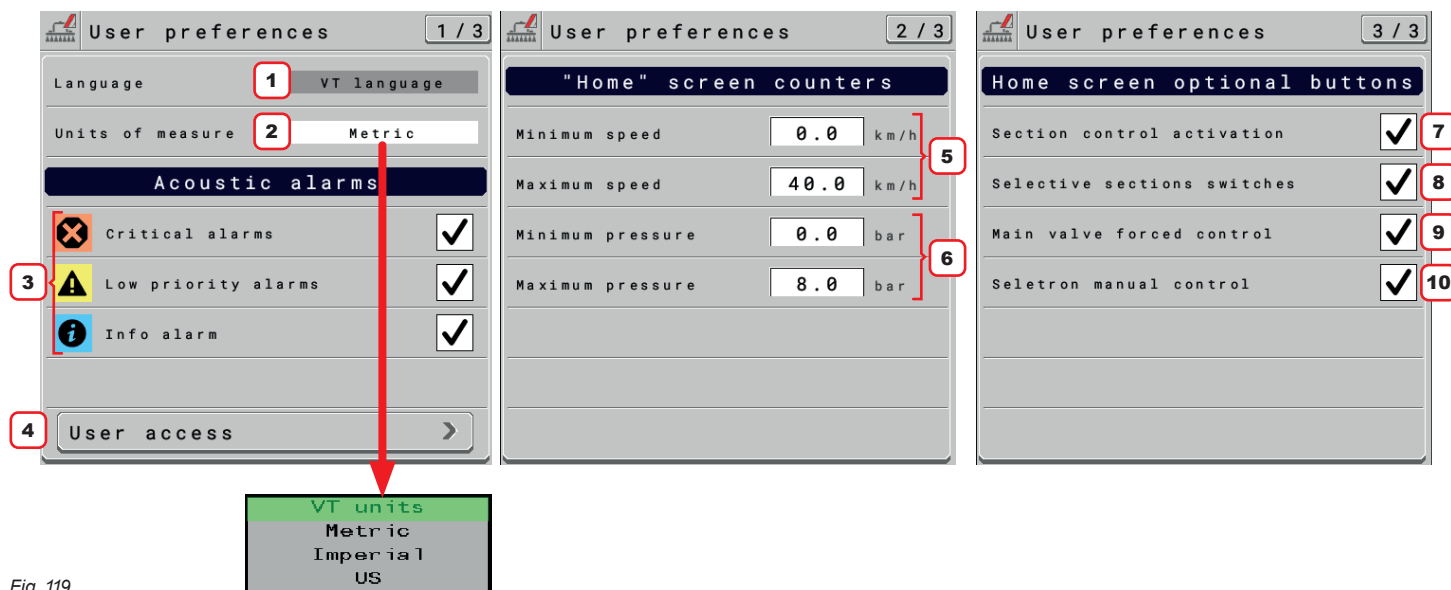 User preferences 1 / 3
Language 1 VT language
Units of measure 2 Metric
Acoustic alarms
3
Critical alarms
Low priority alarms
Info alarm
4 User access
VT units
Metric
Imperial
US
User preferences 2 / 3
"Home" screen counters
Minimum speed 0.0 km/h
Maximum speed 40.0 km/h
5
Minimum pressure 0.0 bar
Maximum pressure 8.0 bar
6
User preferences 3 / 3
Home screen optional buttons
Section control activation 7
Selective sections switches 8
Main valve forced control 9
Seletron manual control 10
Fig. 119